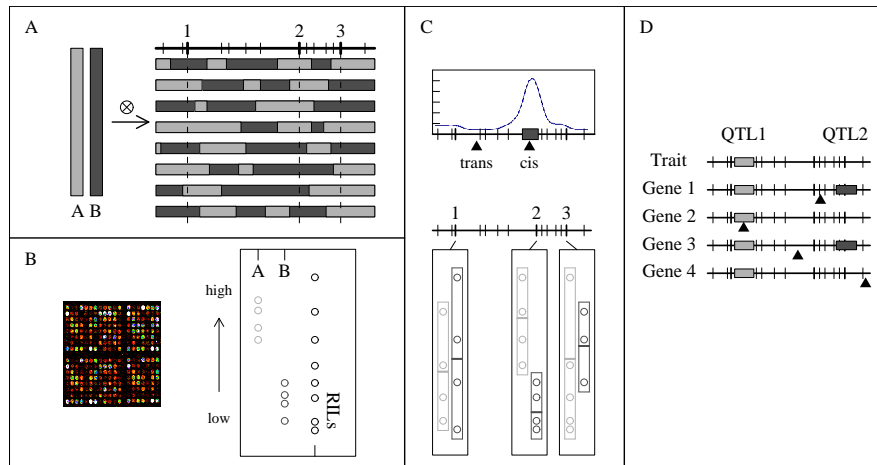 A
1 2 3
A B
B
A B
high
low
RILs
C
trans cis
1 2 3
D
QTL1 QTL2
Trait
Gene 1
Gene 2
Gene 3
Gene 4